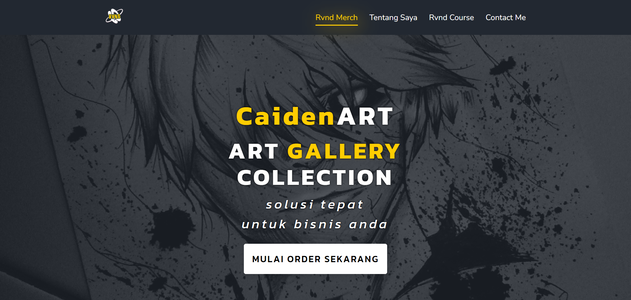 Rvnd Merch Tentang Saya Rvnd Course Contact Me
CaidenART
ART GALLERY
COLLECTION
solusi tepat
untuk bisnis anda
MULAI ORDER SEKARANG